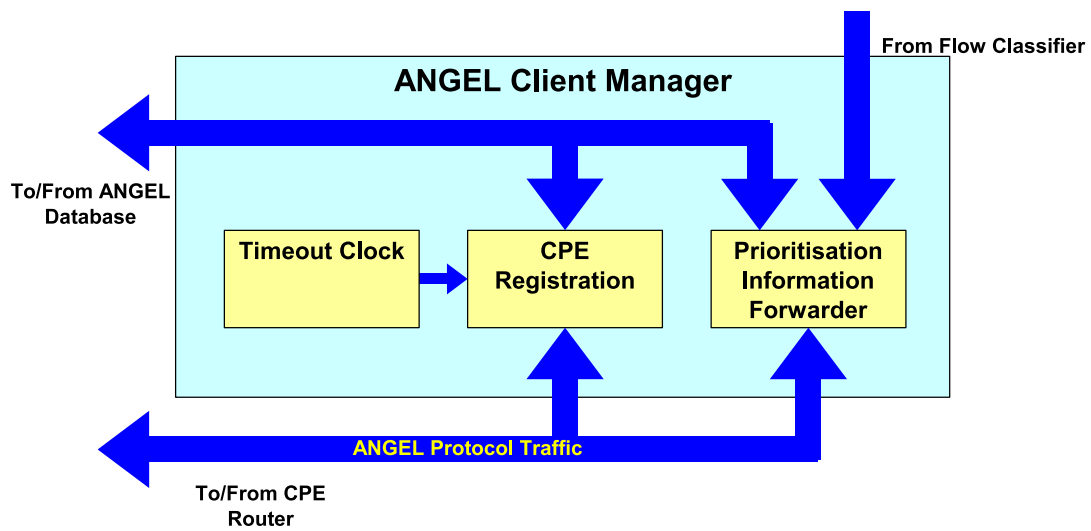 From Flow Classifier
ANGEL Client Manager
To/From ANGEL
Database
Timeout Clock
CPE
Registration
Prioritisation
Information
Forwarder
ANGEL Protocol Traffic
To/From CPE
Router